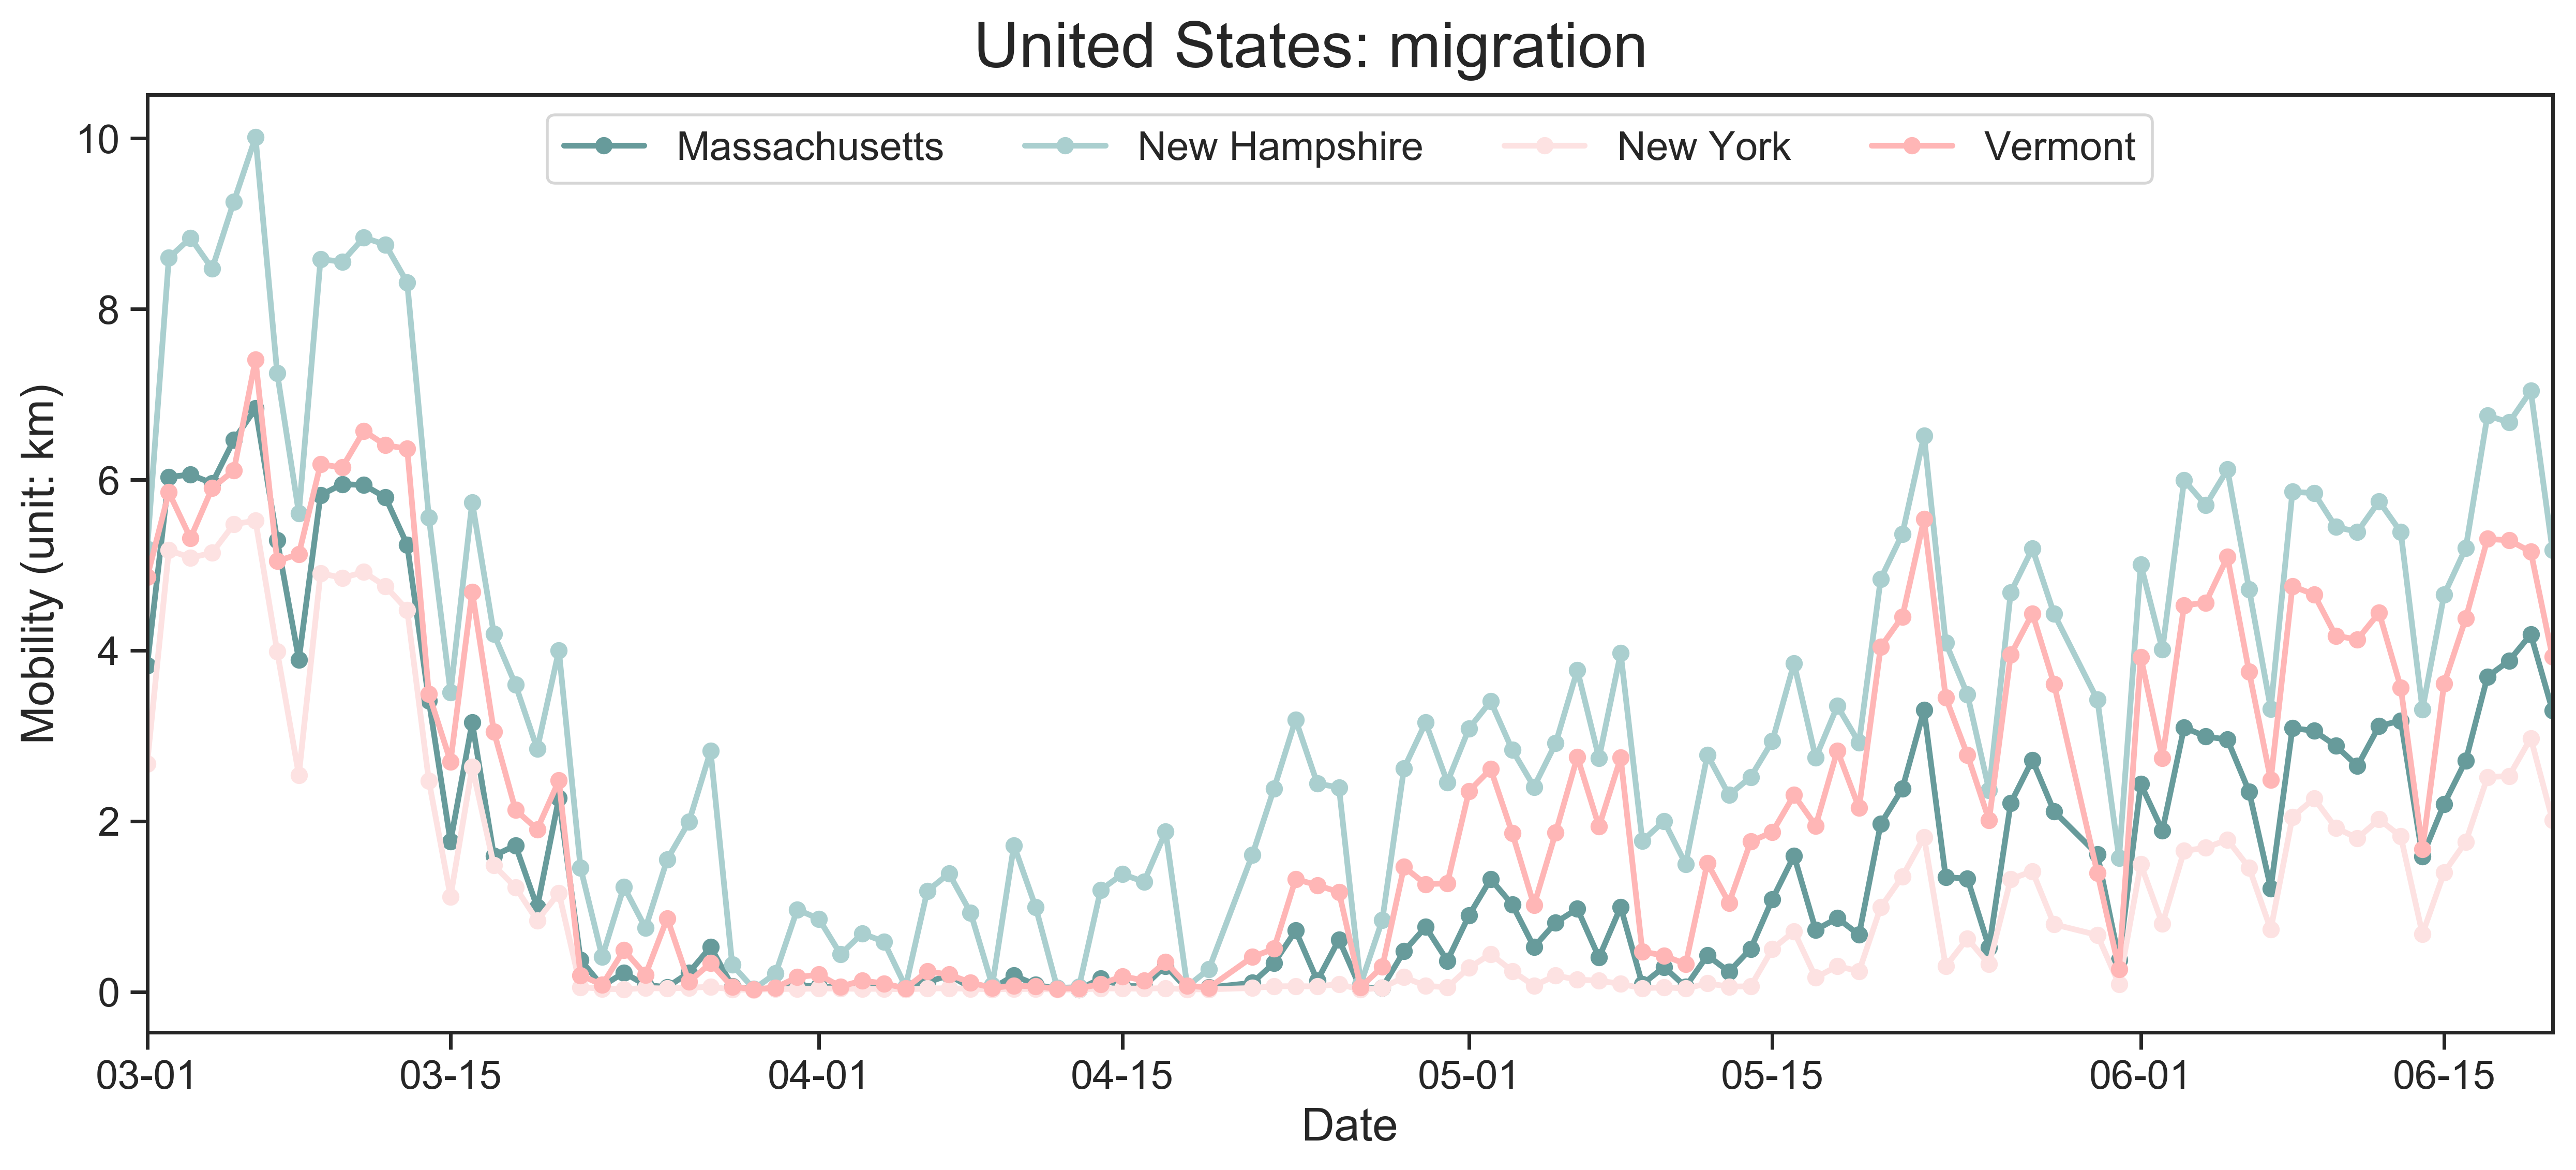 United States: migration
Massachusetts New Hampshire New York Vermont
Mobility (unit: km)
10
8
6
4
2
0
03-01 03-15 04-01 04-15 05-01 05-15 06-01 06-15
Date